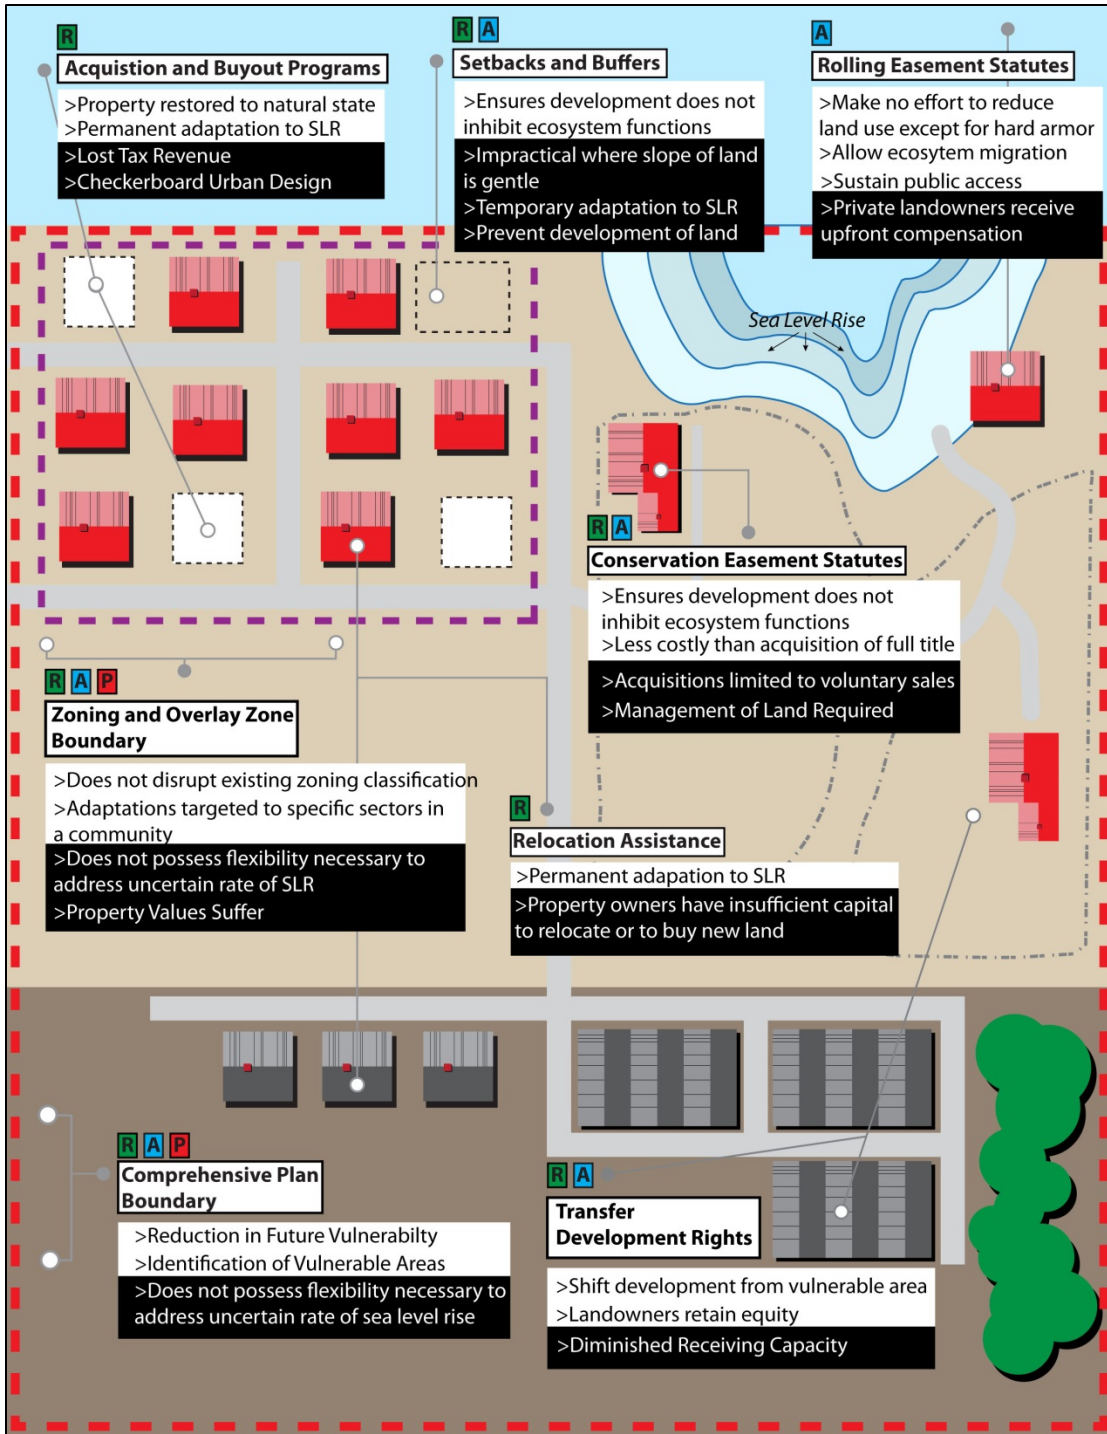 R
Acquistion and Buyout Programs
>Property restored to natural state
>Permanent adaptation to SLR
>Lost Tax Revenue
>Checkerboard Urban Design
R A
Setbacks and Buffers
>Ensures development does not
inhibit ecosystem functions
>Impractical where slope of land
is gentle
>Temporary adaptation to SLR
>Prevent development of land
A
Rolling Easement Statutes
>Make no effort to reduce
land use except for hard armor
>Allow ecosytem migration
>Sustain public access
>Private landowners receive
upfront compensation
Sea Level Rise
R A
Conservation Easement Statutes
>Ensures development does not
inhibit ecosystem functions
>Less costly than acquisition of full title
>Acquisitions limited to voluntary sales
>Management of Land Required
R A P
Zoning and Overlay Zone
Boundary
>Does not disrupt existing zoning classification
>Adaptations targeted to specific sectors in
a community
>Does not possess flexibility necessary to
address uncertain rate of SLR
>Property Values Suffer
R
Relocation Assistance
>Permanent adapation to SLR
>Property owners have insufficient capital
to relocate or to buy new land
R A P
Comprehensive Plan
Boundary
>Reduction in Future Vulnerabilty
>Identification of Vulnerable Areas
>Does not possess flexibility necessary to
address uncertain rate of sea level rise
R A
Transfer
Development Rights
>Shift development from vulnerable area
>Landowners retain equity
>Diminished Receiving Capacity